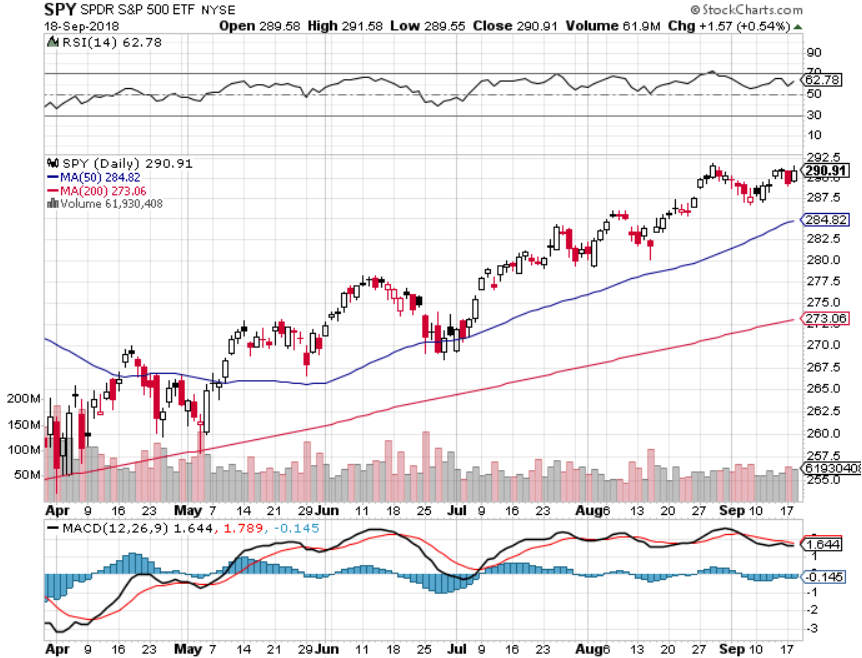 SPY SPDR S&P 500 ETF NYSE © StockCharts.com
18-Sep-2018 Open 289.58 High 291.58 Low 289.55 Close 290.91 Volume 61.9M Chg +1.57 (+0.54%)
RSI(14) 62.78
90
70
62.78
50
30
10
SPY (Daily) 290.91
MA(50) 284.82
MA(200) 273.06
Volume 61,930,408
292.5
290.91
287.5
284.82
282.5
280.0
277.5
275.0
273.06
270.0
267.5
265.0
262.5
260.0
257.5
61930408
255.0
200M
150M
100M
50M
Apr 9 16 23 May 7 14 21 29 Jun 11 18 25 Jul 9 16 23 Aug 6 13 20 27 Sep 10 17
MACD(12,26,9) 1.644, 1.789, -0.145
1.644
-0.145
-1
-2
-3
Apr 9 16 23 May 7 14 21 29 Jun 11 18 25 Jul 9 16 23 Aug 6 13 20 27 Sep 10 17